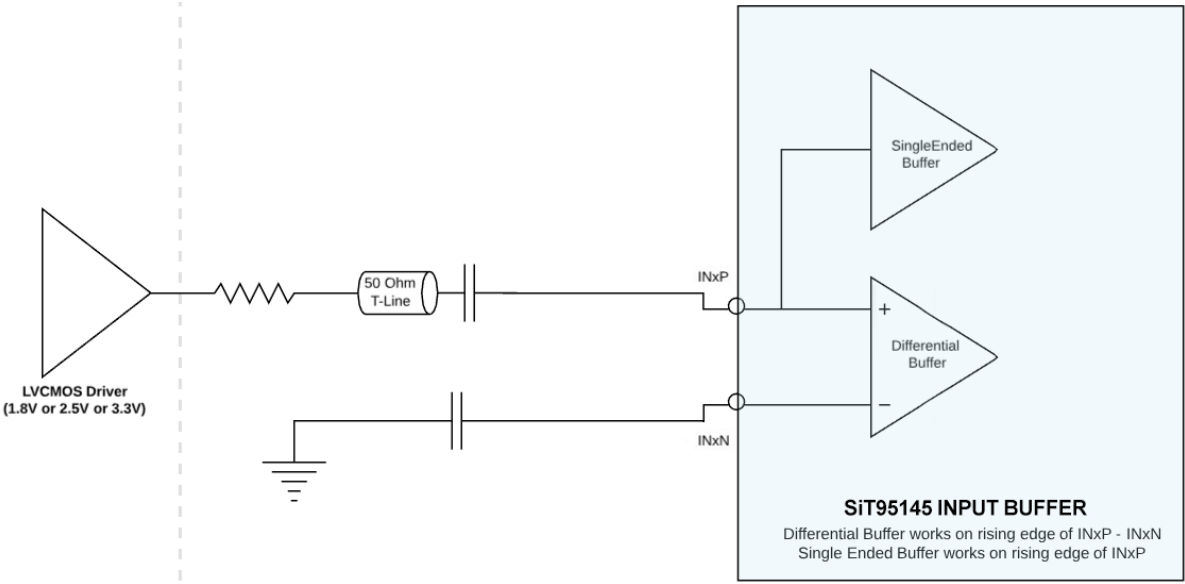 SingleEnded
Buffer
INxP
50 Ohm
T-Line
+
Differential
Buffer
−
LVCMOS Driver
(1.8V or 2.5V or 3.3V)
INxN
SiT95145 INPUT BUFFER
Differential Buffer works on rising edge of INxP - INxN
Single Ended Buffer works on rising edge of INxP